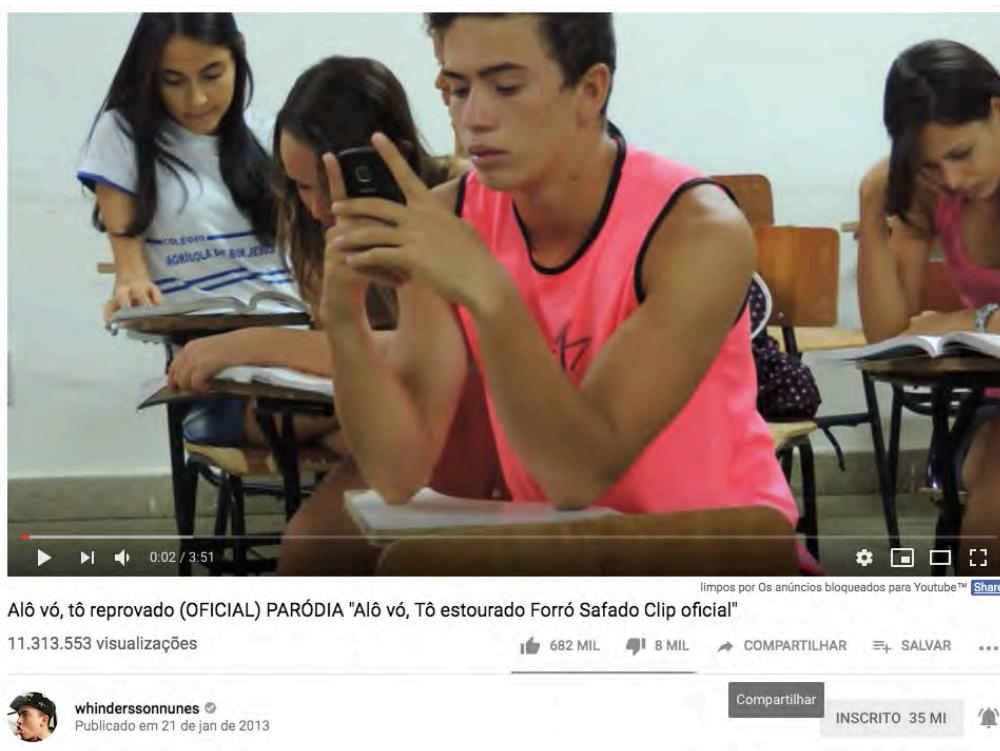 COLEGIO
AGRÍCOLA DE BOM JESUS
0:02 / 3:51
limpos por Os anúncios bloqueados para Youtube™ Share
Alô vó, tô reprovado (OFICIAL) PARÓDIA "Alô vó, Tô estourado Forró Safado Clip oficial"
11.313.553 visualizações
682 MIL 8 MIL COMPARTILHAR SALVAR
whinderssonnunes
Publicado em 21 de jan de 2013
Compartilhar
INSCRITO 35 MI